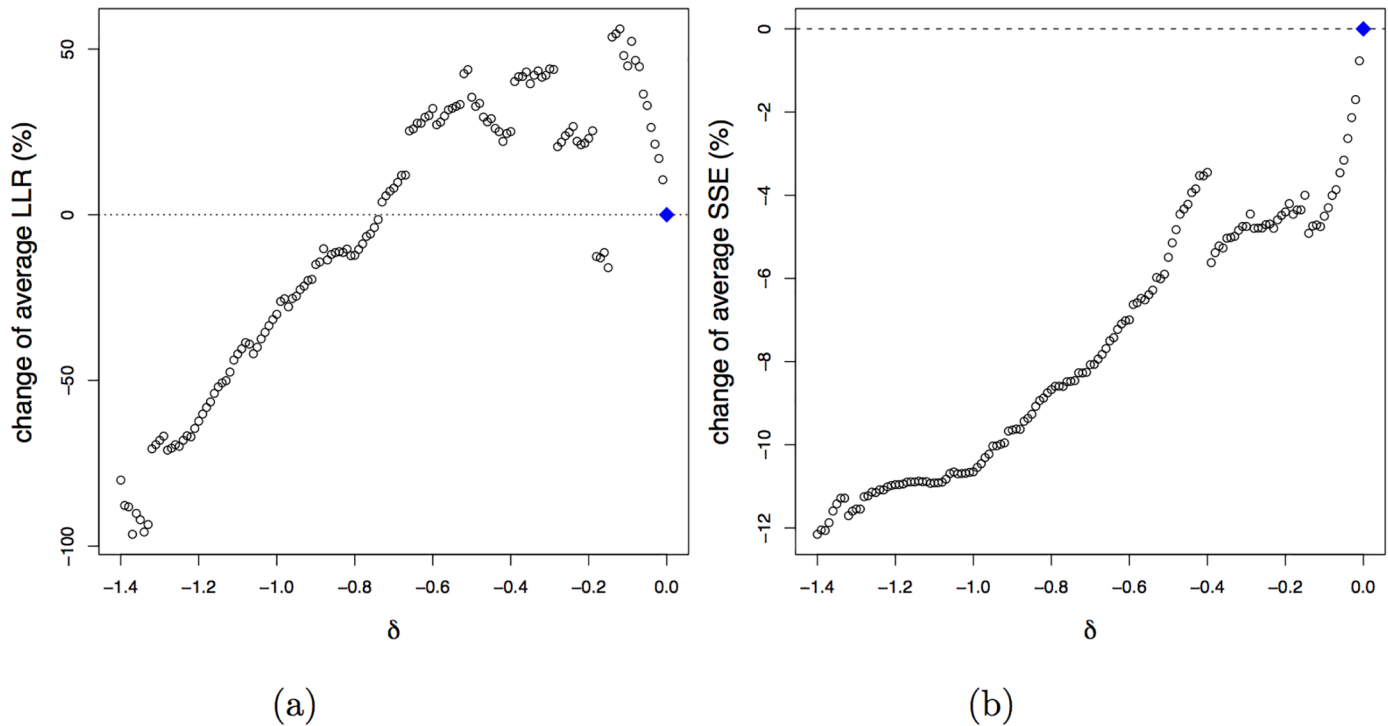 change of average LLR (%)
50
0
−50
−100
−1.4 −1.2 −1.0 −0.8 −0.6 −0.4 −0.2 0.0
δ
(a)
change of average SSE (%)
0
−2
−4
−6
−8
−10
−12
−1.4 −1.2 −1.0 −0.8 −0.6 −0.4 −0.2 0.0
δ
(b)